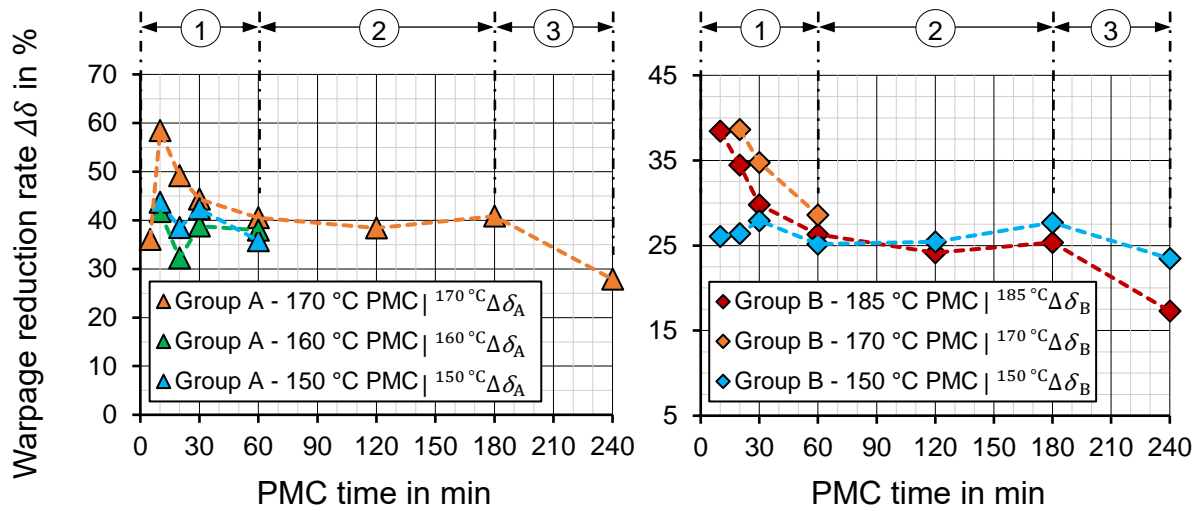 1 2 3
1 2 3
Warpage reduction rate Δδ in %
70
60
50
40
30
20
10
0
Group A - 170 °C PMC | ¹⁷⁰ °CΔδA
Group A - 160 °C PMC | ¹⁶⁰ °CΔδA
Group A - 150 °C PMC | ¹⁵⁰ °CΔδA
0 30 60 90 120 150 180 210 240
PMC time in min
45
35
25
15
5
Group B - 185 °C PMC | ¹⁸⁵ °CΔδB
Group B - 170 °C PMC | ¹⁷⁰ °CΔδB
Group B - 150 °C PMC | ¹⁵⁰ °CΔδB
0 30 60 90 120 150 180 210 240
PMC time in min